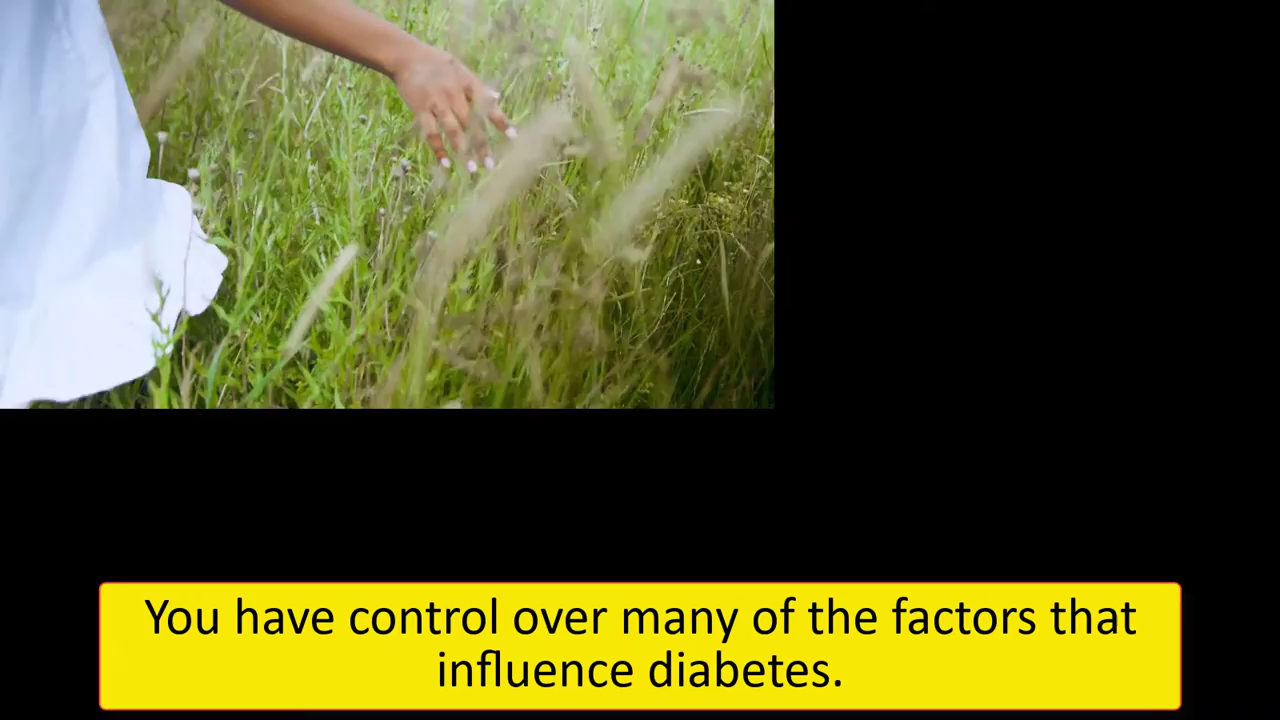 You have control over many of the factors that
influence diabetes.